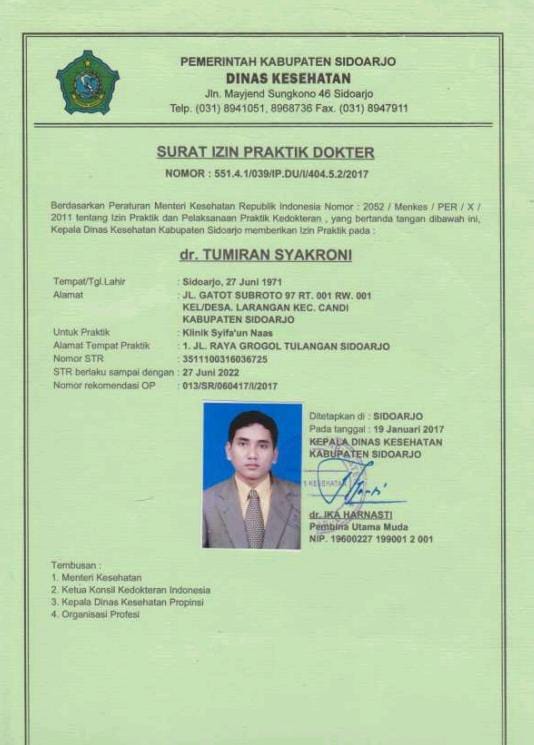 PEMERINTAH KABUPATEN SIDOARJO
DINAS KESEHATAN
Jln. Mayjend Sungkono 46 Sidoarjo
Telp. (031) 8941051, 8968736 Fax. (031) 8947911
SURAT IZIN PRAKTIK DOKTER
NOMOR : 551.4.1/039/IP.DU/I/404.5.2/2017
Berdasarkan Peraturan Menteri Kesehatan Republik Indonesia Nomor : 2052 / Menkes / PER / X /
2011 tentang Izin Praktik dan Pelaksanaan Praktik Kedokteran , yang bertanda tangan dibawah ini,
Kepala Dinas Kesehatan Kabupaten Sidoarjo memberikan Izin Praktik pada :
dr. TUMIRAN SYAKRONI
Tempat/Tgl.Lahir : Sidoarjo, 27 Juni 1971
Alamat : JL. GATOT SUBROTO 97 RT. 001 RW. 001
KEL/DESA. LARANGAN KEC. CANDI
KABUPATEN SIDOARJO
Untuk Praktik : Klinik Syifa'un Naas
Alamat Tempat Praktik : 1. JL. RAYA GROGOL TULANGAN SIDOARJO
Nomor STR : 3511100316036725
STR berlaku sampai dengan : 27 Juni 2022
Nomor rekomendasi OP : 013/SR/060417/I/2017
Ditetapkan di : SIDOARJO
Pada tanggal : 19 Januari 2017
KEPALA DINAS KESEHATAN
KABUPATEN SIDOARJO
KESEHATAN
dr. IKA HARNASTI
Pembina Utama Muda
NIP. 19600227 199001 2 001
Tembusan :
1. Menteri Kesehatan
2. Ketua Konsil Kedokteran Indonesia
3. Kepala Dinas Kesehatan Propinsi
4. Organisasi Profesi